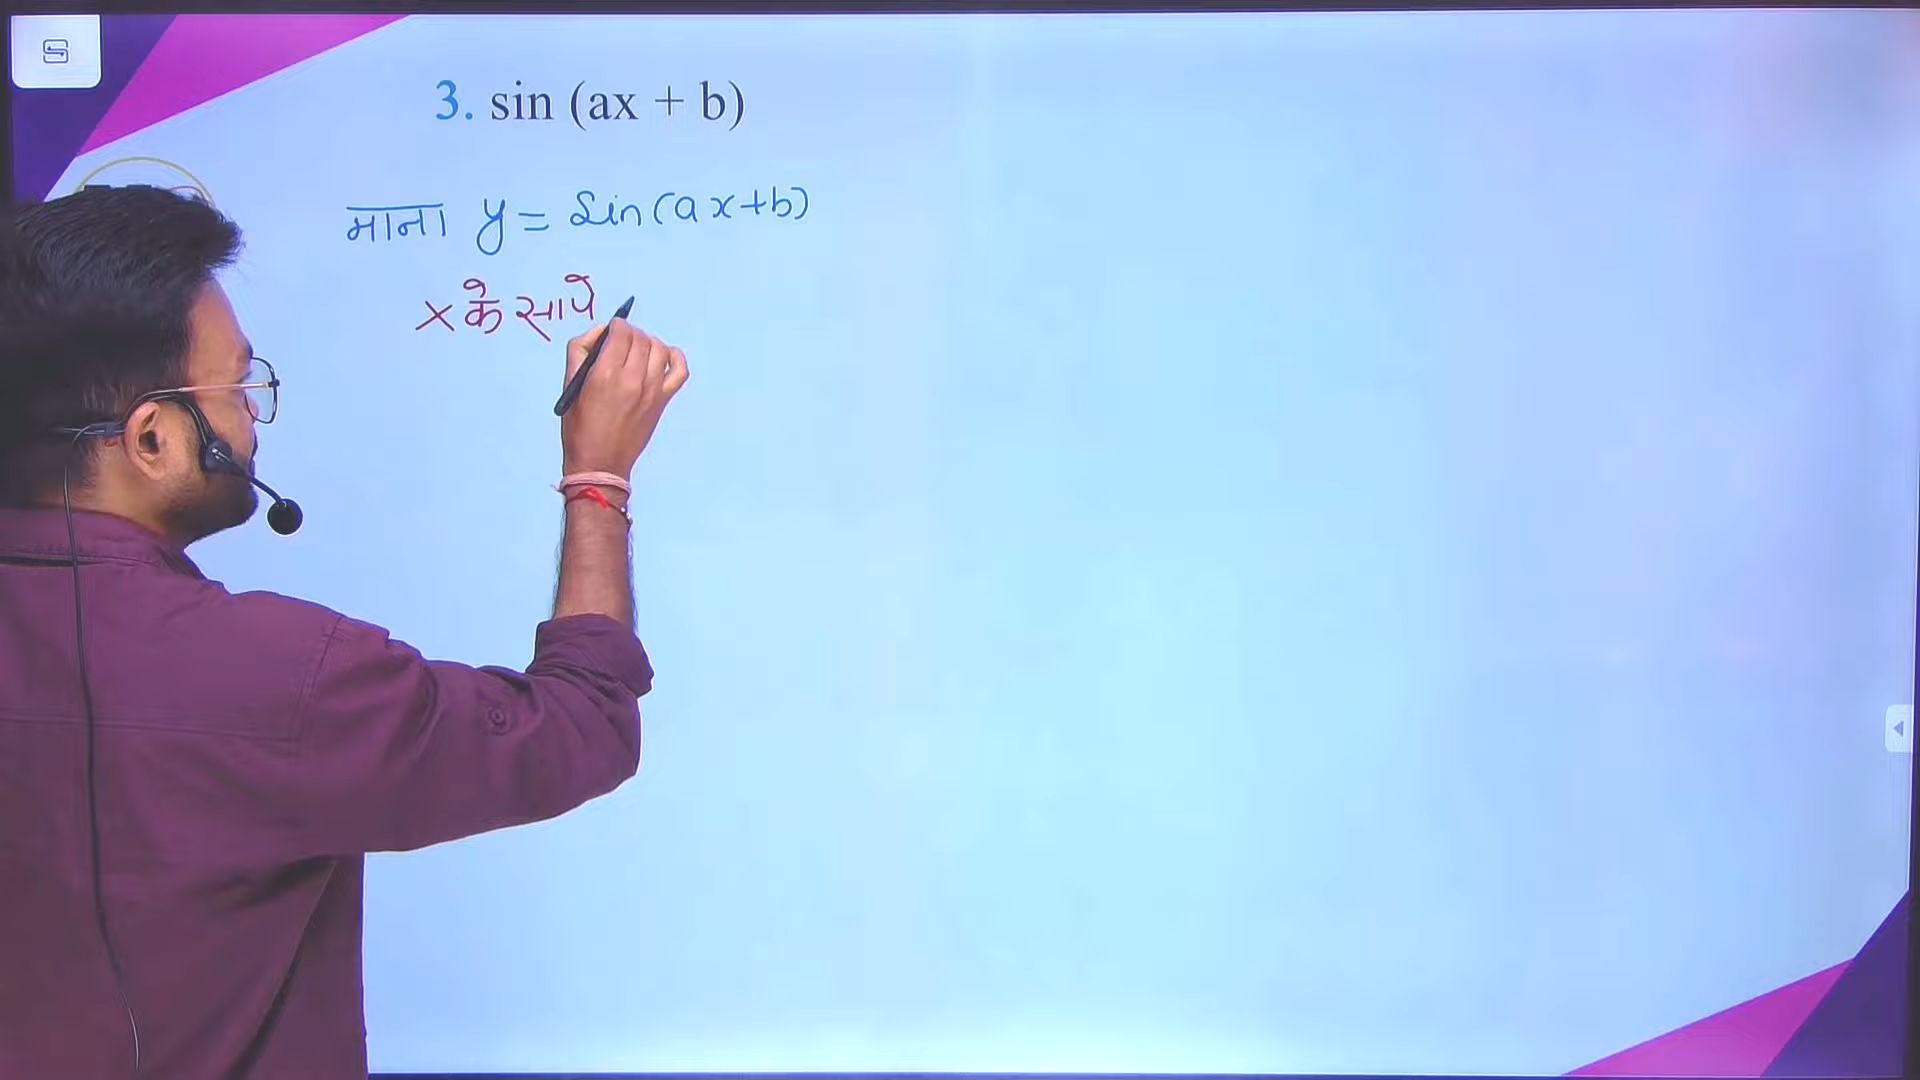 3. sin (ax + b)
माना y = Sin(ax+b)
x के सापे